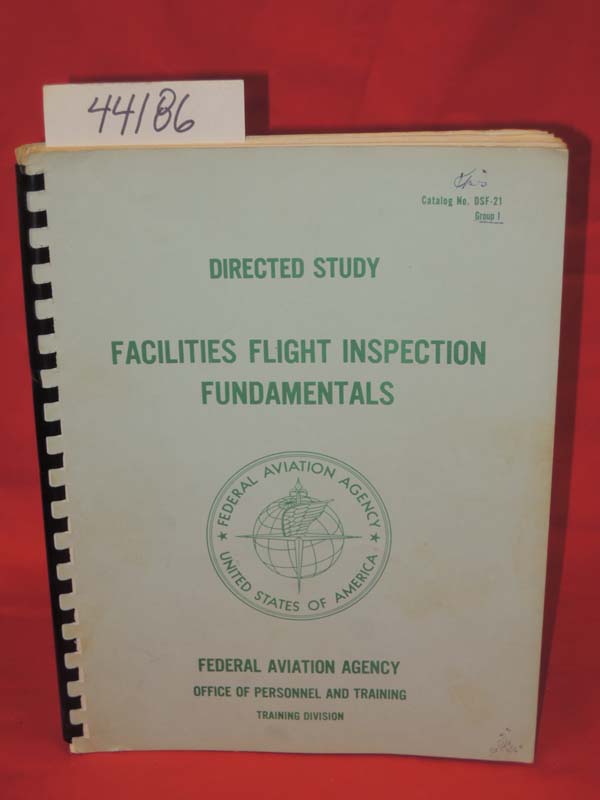 44186
Catalog No. DSF-21
Group I
DIRECTED STUDY
FACILITIES FLIGHT INSPECTION
FUNDAMENTALS
★ FEDERAL AVIATION AGENCY ★
UNITED STATES OF AMERICA
FEDERAL AVIATION AGENCY
OFFICE OF PERSONNEL AND TRAINING
TRAINING DIVISION